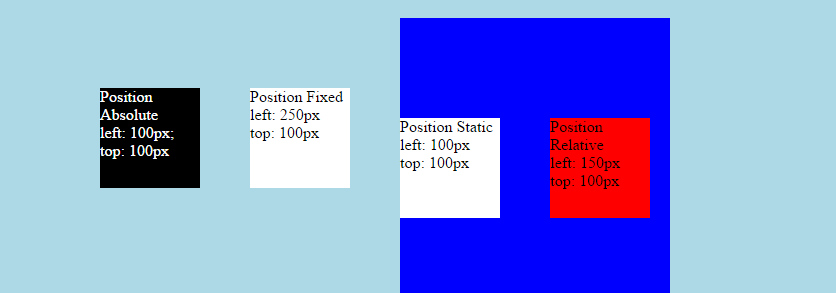 Position
Absolute
left: 100px;
top: 100px
Position Fixed
left: 250px
top: 100px
Position Static
left: 100px
top: 100px
Position
Relative
left: 150px
top: 100px